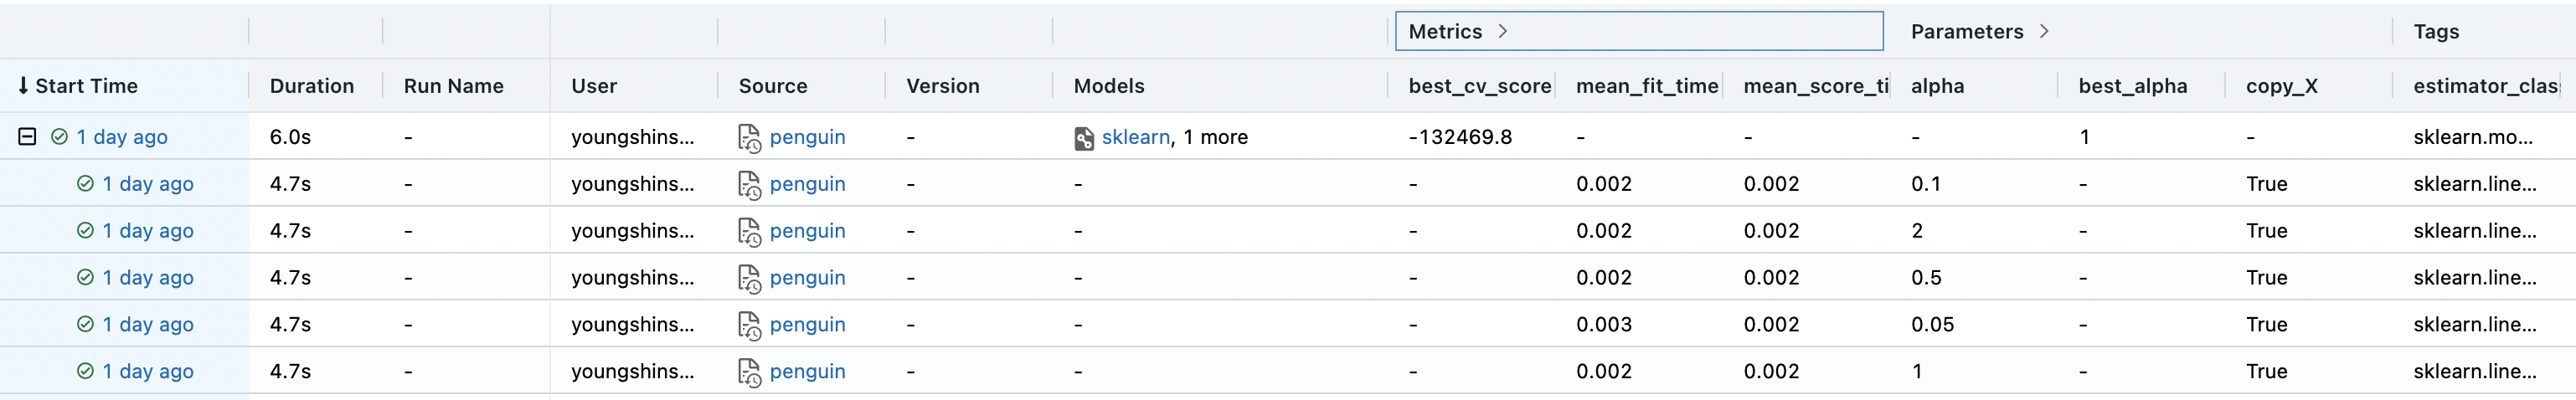 Metrics > Parameters > Tags
↓ Start Time Duration Run Name User Source Version Models best_cv_score mean_fit_time mean_score_ti alpha best_alpha copy_X estimator_clas
1 day ago 6.0s - youngshins... penguin - sklearn, 1 more -132469.8 - - - 1 - sklearn.mo...
1 day ago 4.7s - youngshins... penguin - - - 0.002 0.002 0.1 - True sklearn.line...
1 day ago 4.7s - youngshins... penguin - - - 0.002 0.002 2 - True sklearn.line...
1 day ago 4.7s - youngshins... penguin - - - 0.002 0.002 0.5 - True sklearn.line...
1 day ago 4.7s - youngshins... penguin - - - 0.003 0.002 0.05 - True sklearn.line...
1 day ago 4.7s - youngshins... penguin - - - 0.002 0.002 1 - True sklearn.line...